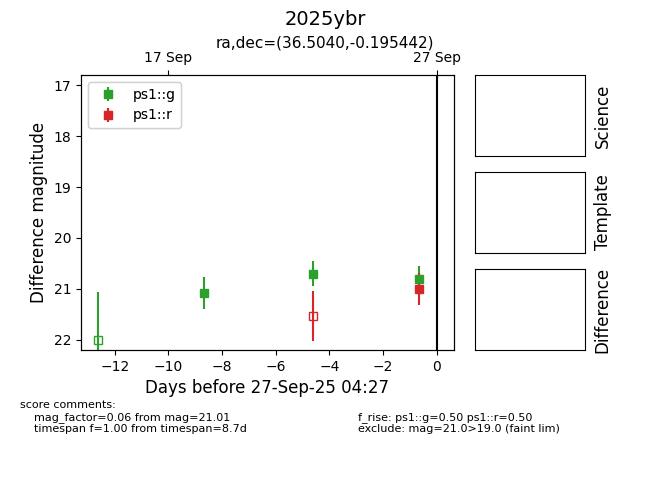 2025ybr
ra,dec=(36.5040,-0.195442)
17 Sep
27 Sep
ps1::g
ps1::r
17
18
19
20
21
22
Difference magnitude
−12
−10
−8
−6
−4
−2
0
Days before 27-Sep-25 04:27
Science
Template
Difference
score comments:
mag_factor=0.06 from mag=21.01
timespan f=1.00 from timespan=8.7d
f_rise: ps1::g=0.50 ps1::r=0.50
exclude: mag=21.0>19.0 (faint lim)